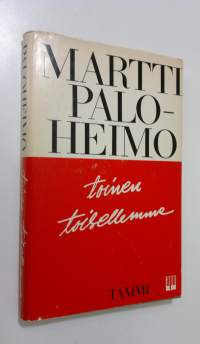 MARTTI
PALO-
HEIMO
toinen
toisellemme
TAMMI